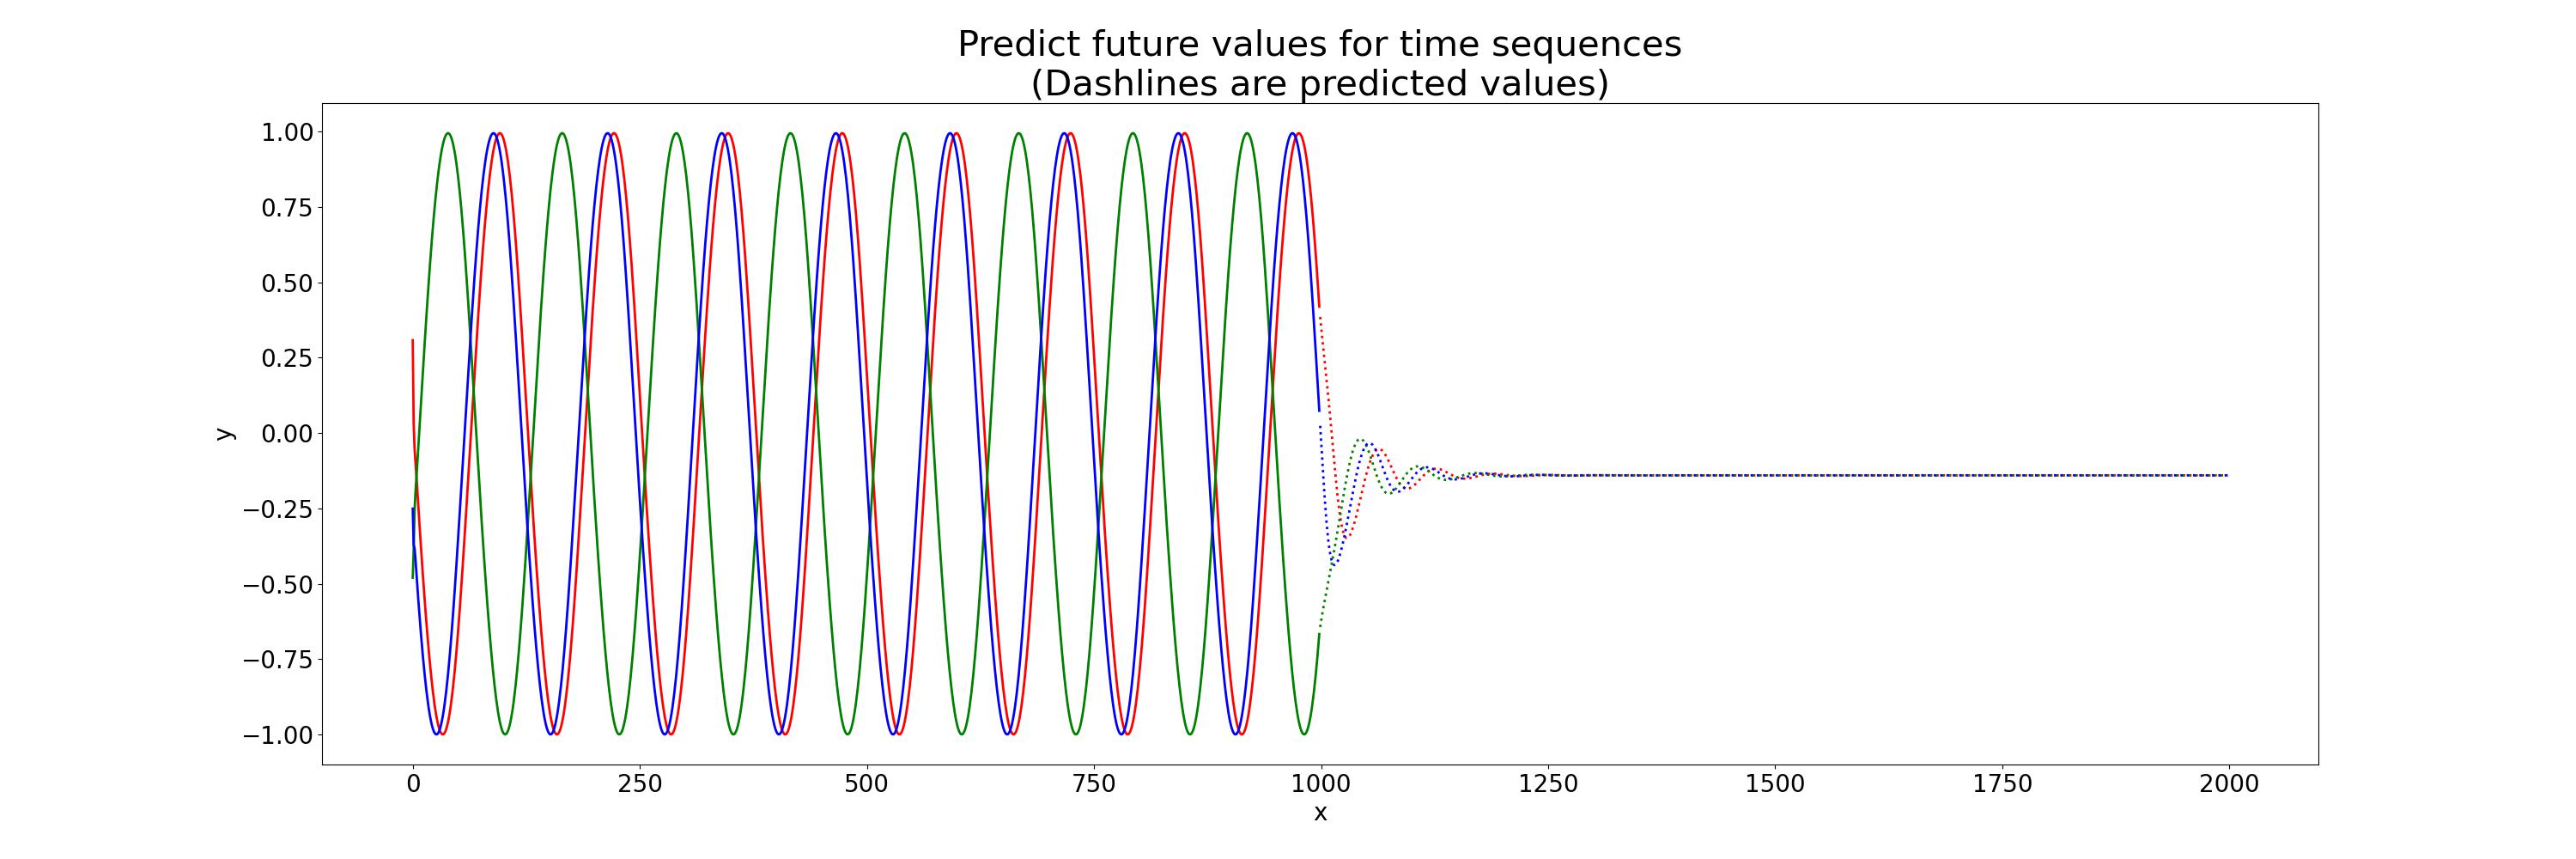 Predict future values for time sequences
(Dashlines are predicted values)
1.00
0.75
0.50
0.25
0.00
−0.25
−0.50
−0.75
−1.00
y
0 250 500 750 1000 1250 1500 1750 2000
x